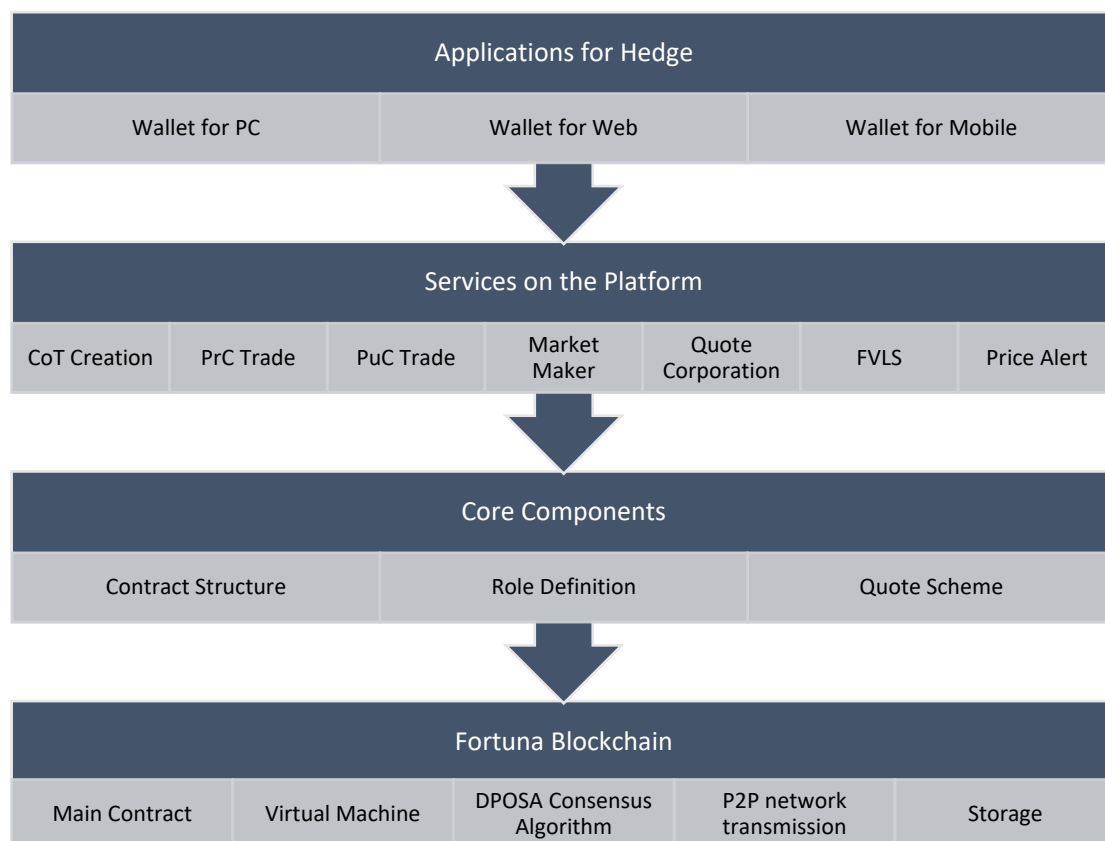 Applications for Hedge
Wallet for PC
Wallet for Web
Wallet for Mobile
Services on the Platform
CoT Creation
PrC Trade
PuC Trade
Market
Maker
Quote
Corporation
FVLS
Price Alert
Core Components
Contract Structure
Role Definition
Quote Scheme
Fortuna Blockchain
Main Contract
Virtual Machine
DPOSA Consensus
Algorithm
P2P network
transmission
Storage